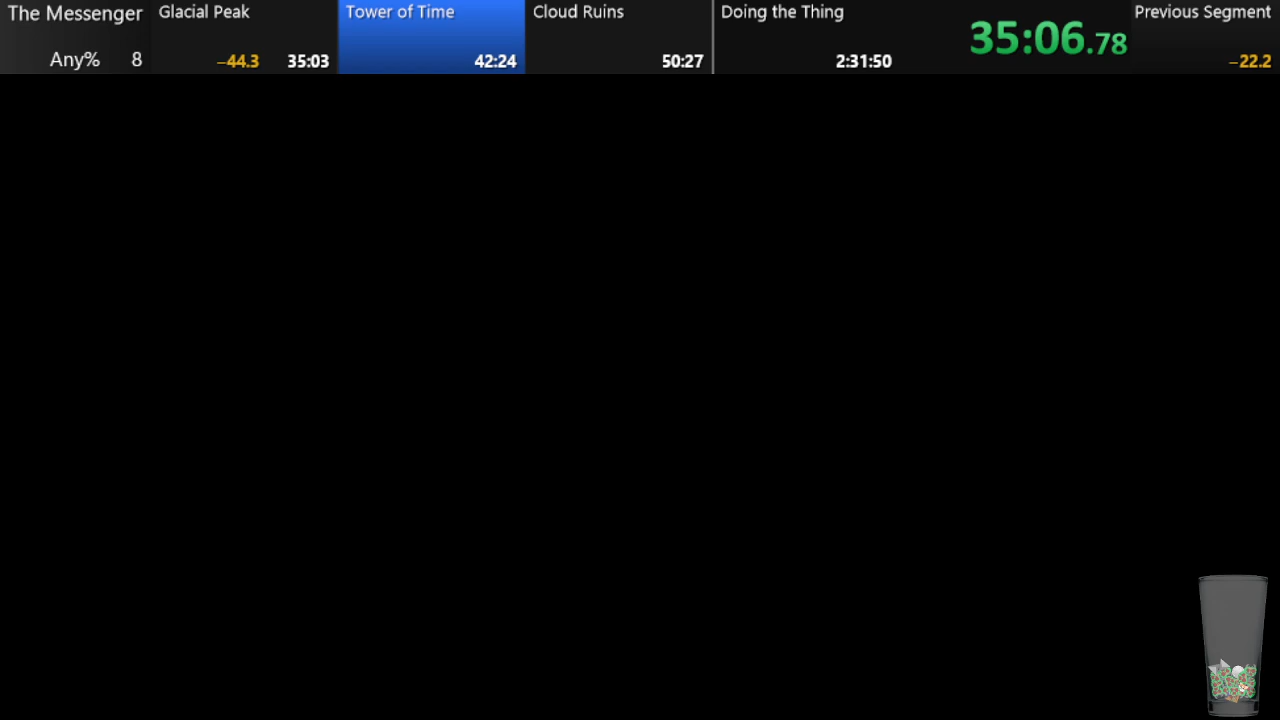 The Messenger
Any% 8
Glacial Peak
−44.3 35:03
Tower of Time
42:24
Cloud Ruins
50:27
Doing the Thing
2:31:50
35:06.78
Previous Segment
−22.2